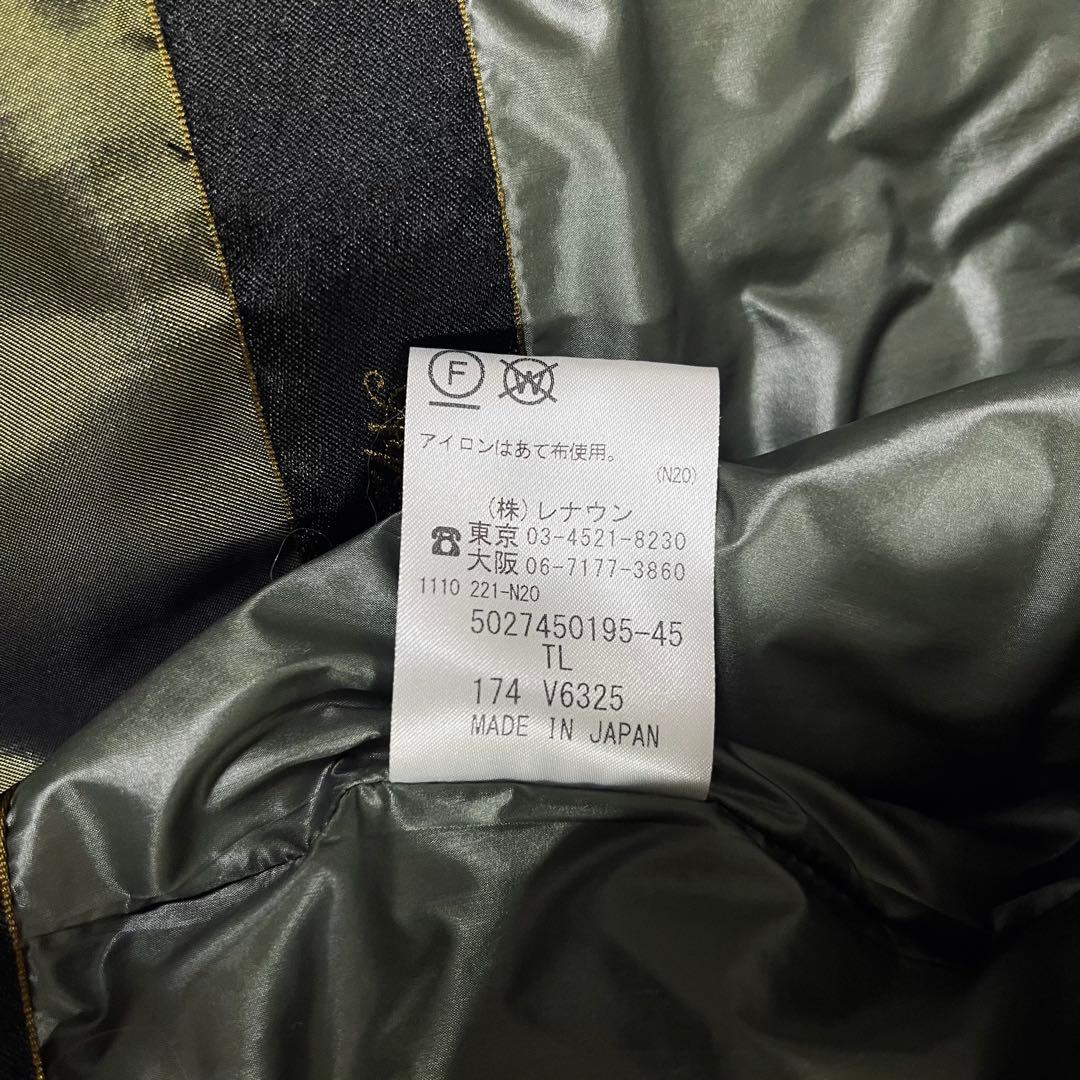 F W
アイロンはあて布使用。
(N20)
(株)レナウン
☎東京 03-4521-8230
大阪 06-7177-3860
1110 221-N20
5027450195-45
TL
174 V6325
MADE IN JAPAN